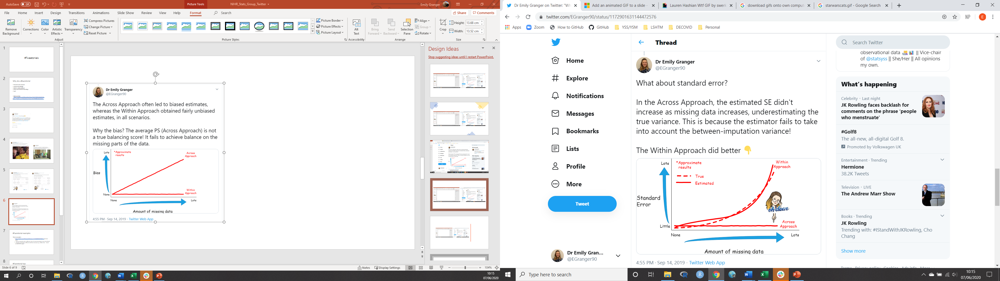 AutoSave Off
Picture Tools
NIHR_Stats_Group_Twitter
Emily Granger
File Home Insert Design Transitions Animations Slide Show Review View Help Format Search
Share Comments
Remove Background
Corrections
Color
Artistic Effects
Transparency
Compress Pictures
Change Picture
Reset Picture
Picture Border
Picture Effects
Picture Layout
Alt Text
Bring Forward
Send Backward
Selection Pane
Align
Group
Rotate
Crop
Height: 13.68 cm
Width: 13.52 cm
Adjust
Picture Styles
Accessibility
Arrange
Size
1
#Tweetorials
2
Why do a #tweetorial
3
4
5
6
7
#Tweetorial examples
8
#Tweetorial tips
Dr Emily Granger
@EGranger90
The Across Approach often led to biased estimates,
whereas the Within Approach obtained fairly unbiased
estimates, in all scenarios.
Why the bias? The average PS (Across Approach) is not
a true balancing score! It fails to achieve balance on the
missing parts of the data.
Lots
*Approximate
results
Across
Approach
Bias
Within
Approach
None
None
Lots
Amount of missing data
4:55 PM · Sep 14, 2019 · Twitter Web App
Design Ideas
Stop suggesting ideas until I restart PowerPoint.
Slide 6 of 9
Notes
Display Settings
104%
10:15
07/06/2020
Dr Emily Granger on Twitter: "Wh
Add an animated GIF to a slide -
Lauren Hashian Wtf GIF by swerk
download gifs onto own comput
starwarscats.gif - Google Search
twitter.com/EGranger90/status/1172901631144472576
NP
E
Apps Zoom How to GitHub GitHub YSS/YSM LSHTM DECOVID Personal
Home
Explore
Notifications
Messages
Bookmarks
Lists
Profile
More
Tweet
Dr Emily Gran...
@EGranger90
Thread
Dr Emily Granger
@EGranger90
What about standard error?
In the Across Approach, the estimated SE didn't
increase as missing data increases, underestimating the
true variance. This is because the estimator fails to take
into account the between-imputation variance!
The Within Approach did better 👇
Lots
*Approximate
results
True
Estimated
Within
Approach
Standard
Error
oh dear
Little
Across
Approach
None
Lots
Amount of missing data
4:55 PM · Sep 14, 2019 · Twitter Web App
Search Twitter
observational data || Vice-chair
of @statsyss || She/Her || All opinions
my own.
What's happening
Celebrity · Last night
JK Rowling faces backlash for
comments on the phrase 'people
who menstruate'
#Golf8
The all-new, all-digital Golf 8.
Promoted by Volkswagen UK
Entertainment · Trending
Hermione
38.2K Tweets
Television · LIVE
The Andrew Marr Show
Books · Trending
JK Rowling
Trending with: #IStandWithJKRowling, Cho
Chang
Show more
Type here to search
10:15
07/06/2020